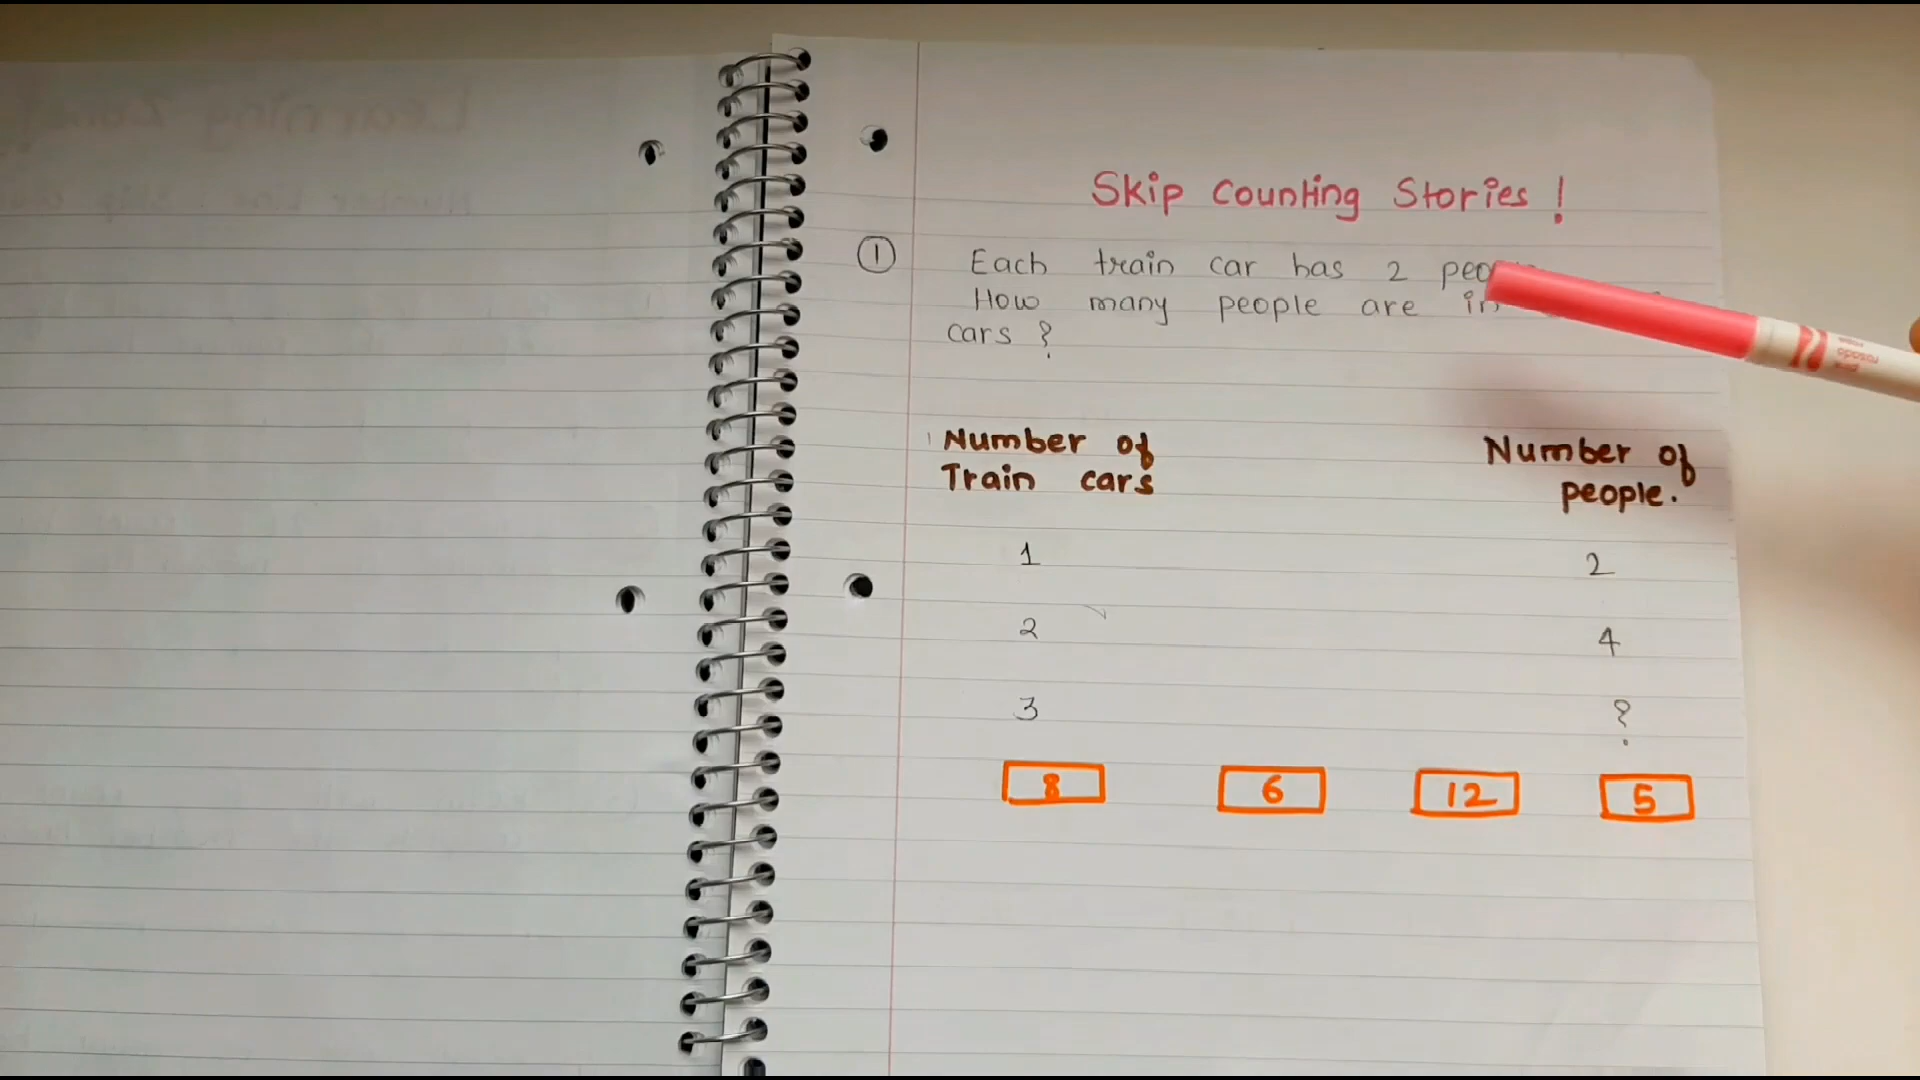 Skip Counting Stories !
1 Each train car has 2
How many people are in
cars ?
Number of
Train cars
Number of
people.
1 2
2 4
3 ?
8 6 12 5